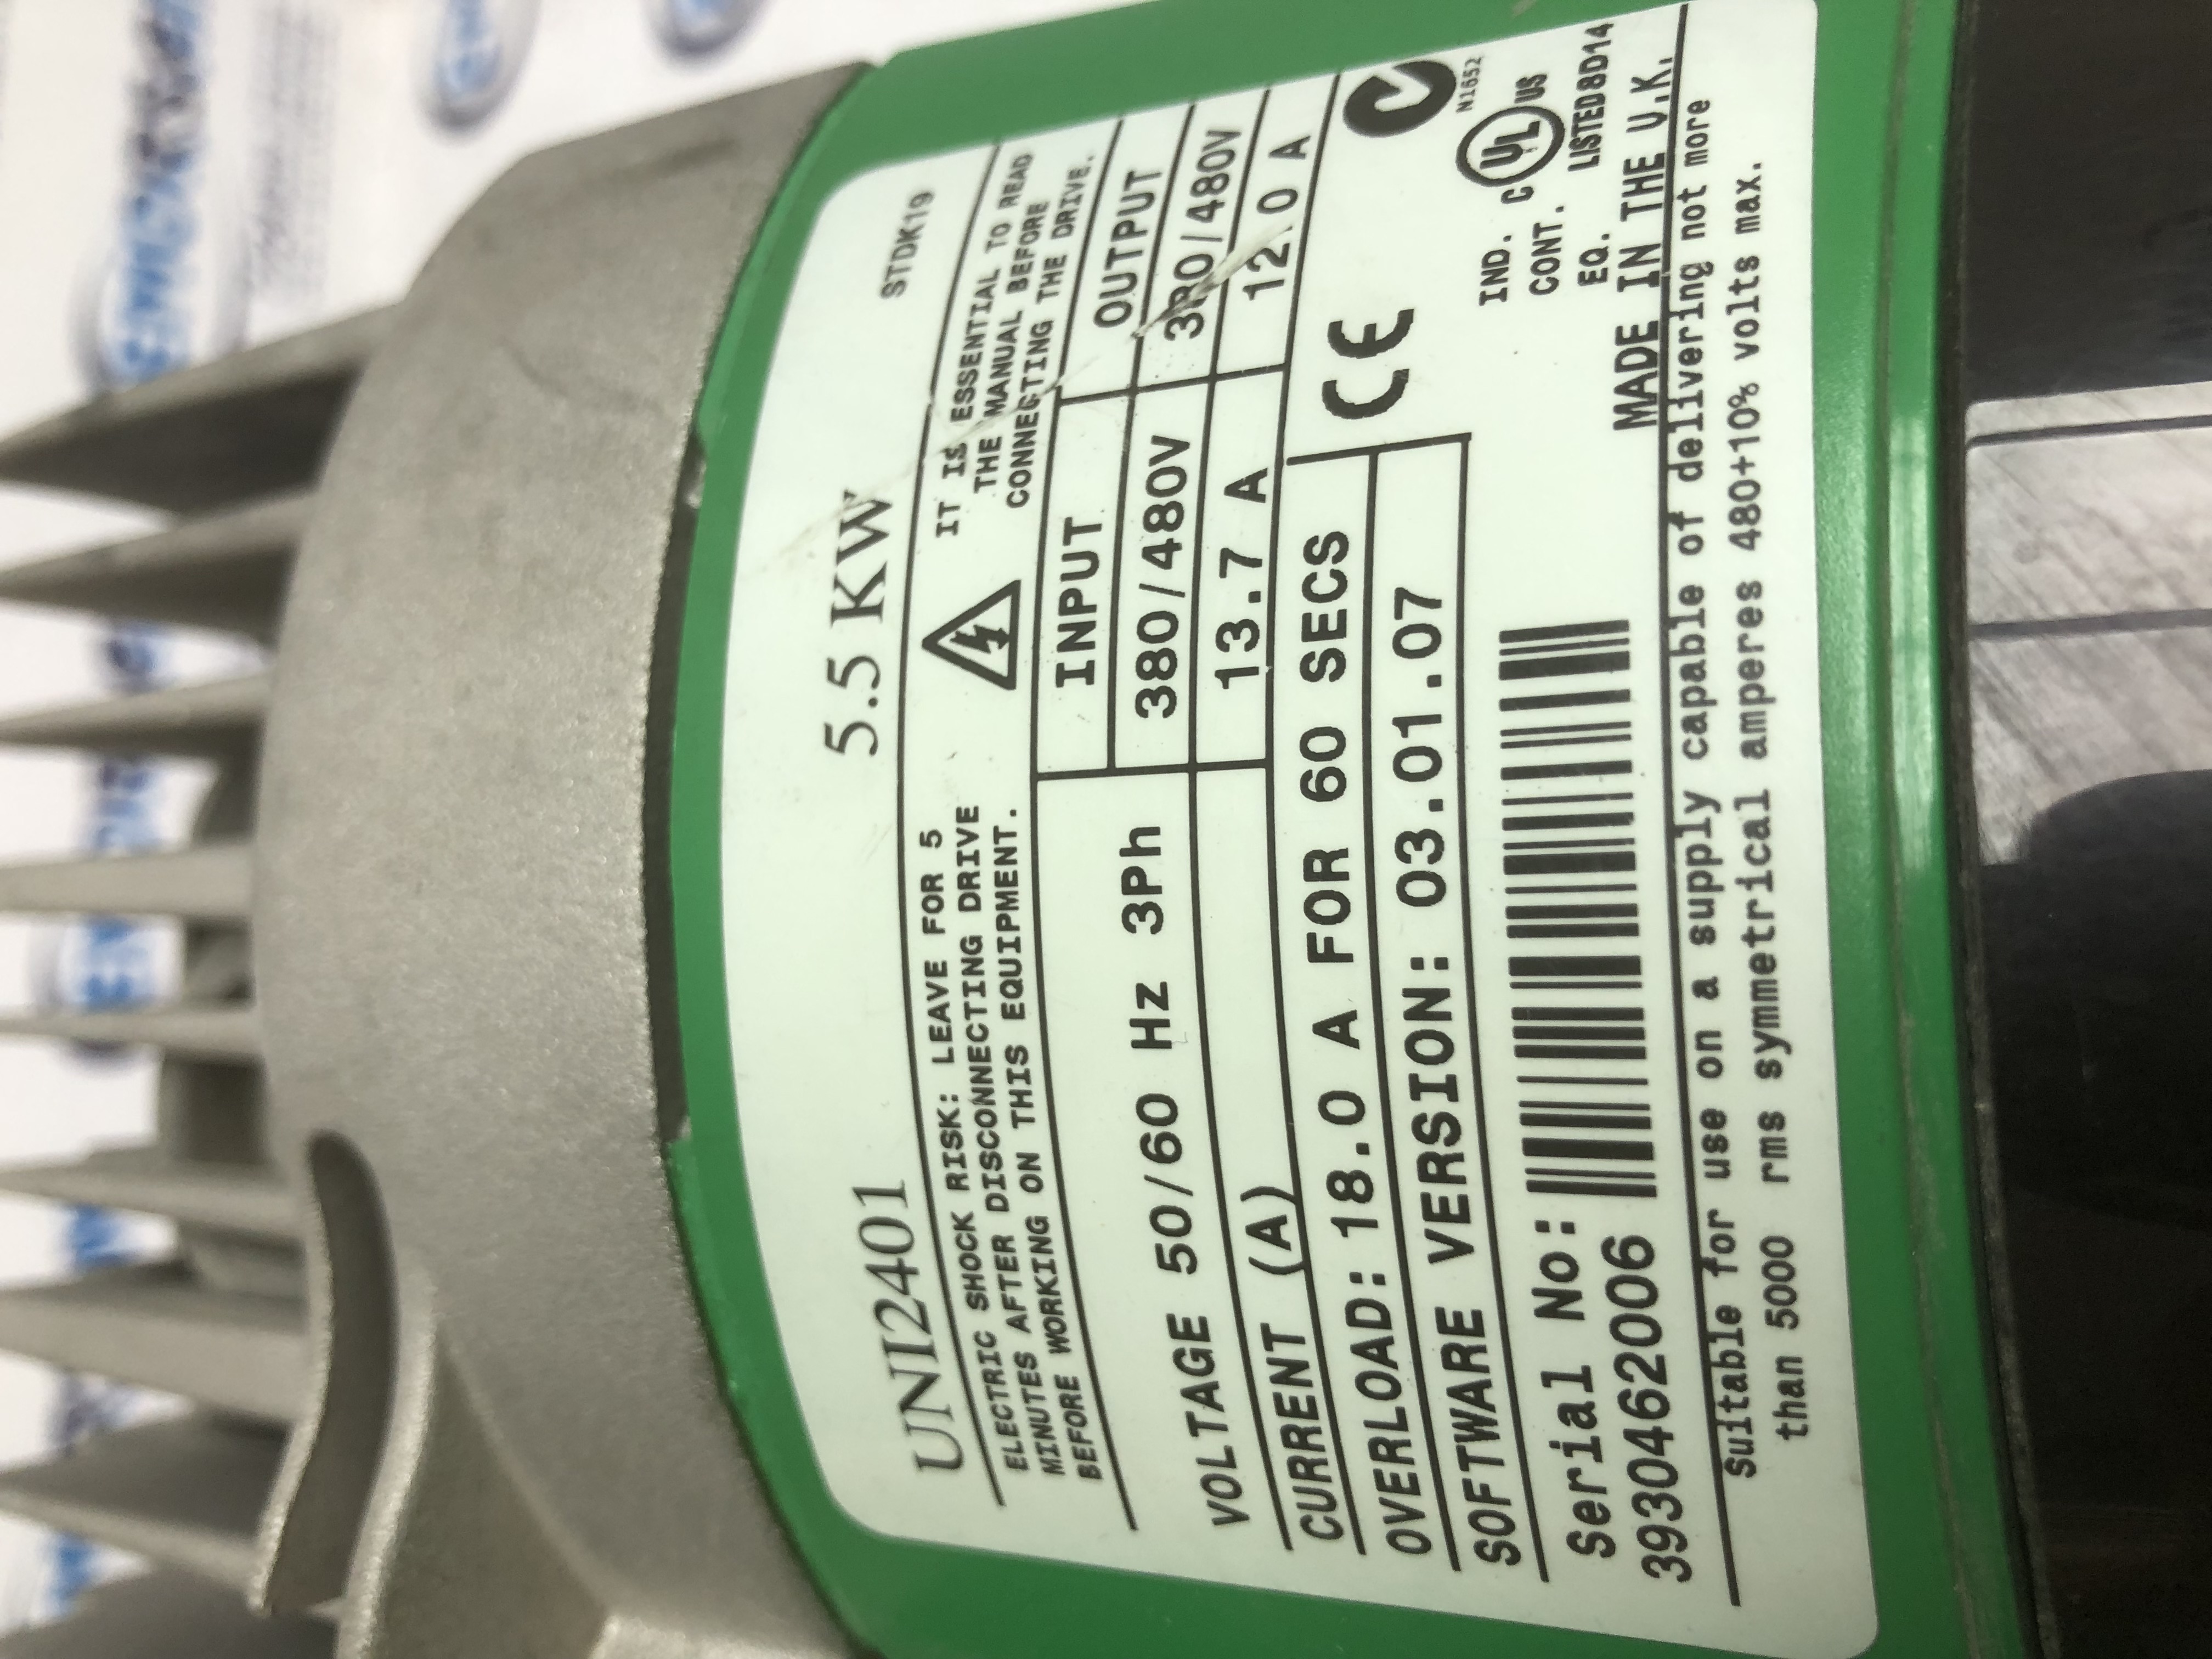 STDK19
UNI2401 5.5 KW
ELECTRIC SHOCK RISK: LEAVE FOR 5
MINUTES AFTER DISCONNECTING DRIVE
BEFORE WORKING ON THIS EQUIPMENT.
IT IS ESSENTIAL TO READ
THE MANUAL BEFORE
CONNECTING THE DRIVE.
INPUT OUTPUT
VOLTAGE 50/60 Hz 3Ph 380/480V 380/480V
CURRENT (A) 13.7 A 12.0 A
OVERLOAD: 18.0 A FOR 60 SECS
SOFTWARE VERSION: 03.01.07
CE
N1652
Serial No:
3930462006
IND.
CONT.
EQ.
C UL US
LISTED 8D14
MADE IN THE U.K.
Suitable for use on a supply capable of delivering not more
than 5000 rms symmetrical amperes 480+10% volts max.